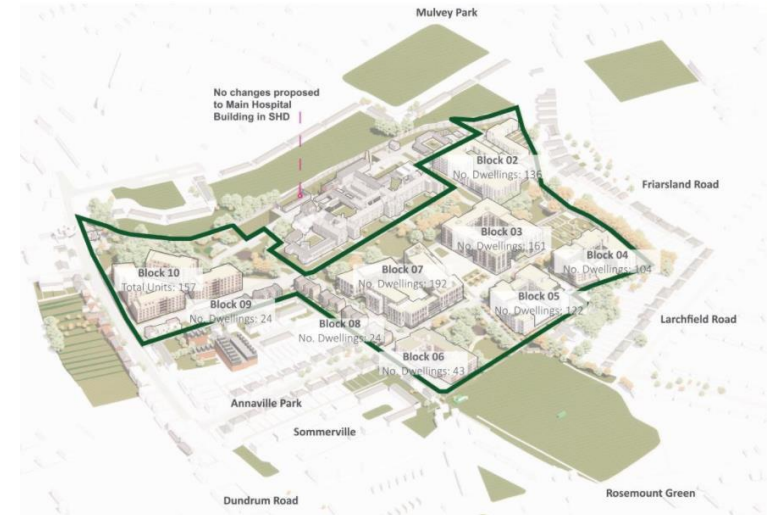 Mulvey Park
No changes proposed
to Main Hospital
Building in SHD
Block 02
No. Dwellings: 136
Friarsland Road
Block 03
No. Dwellings: 161
Block 04
No. Dwellings: 104
Block 10
Total Units: 157
Block 07
No. Dwellings: 192
Block 05
No. Dwellings: 122
Block 09
No. Dwellings: 24
Larchfield Road
Block 08
No. Dwellings: 24
Block 06
No. Dwellings: 43
Annaville Park
Sommerville
Dundrum Road
Rosemount Green